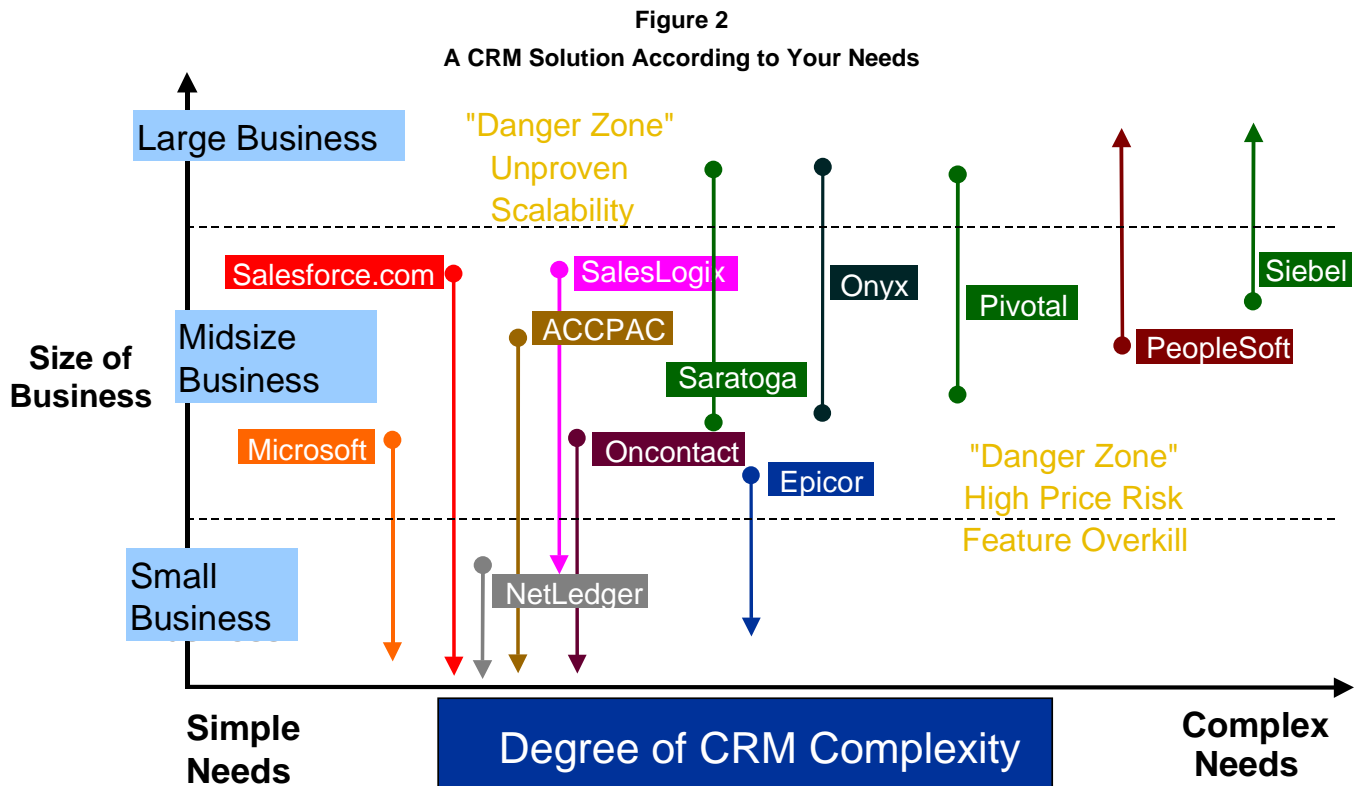 Figure 2
A CRM Solution According to Your Needs
Large Business
"Danger Zone"
Unproven
Scalability
Salesforce.com
SalesLogix
Onyx
Siebel
Pivotal
ACCPAC
Midsize
Business
PeopleSoft
Size of
Business
Saratoga
Microsoft
Oncontact
Epicor
"Danger Zone"
High Price Risk
Feature Overkill
Small
Business
NetLedger
Simple
Needs
Degree of CRM Complexity
Complex
Needs